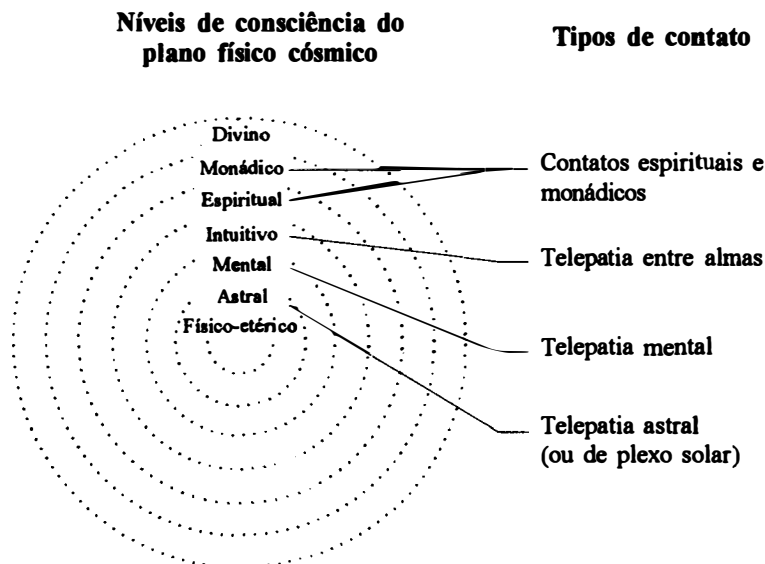 Níveis de consciência do
plano físico cósmico
Tipos de contato
Divino
Monádico
Espiritual
Intuitivo
Mental
Astral
Físico-etérico
Contatos espirituais e
monádicos
Telepatia entre almas
Telepatia mental
Telepatia astral
(ou de plexo solar)